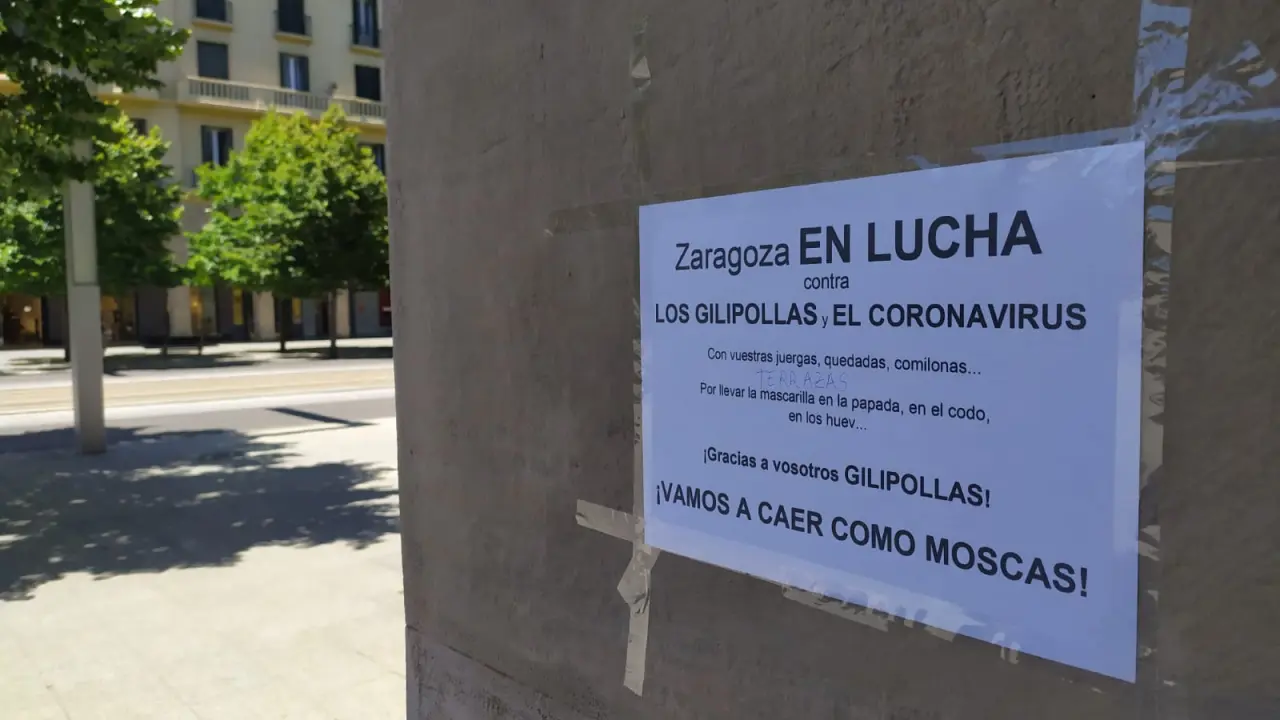 Zaragoza EN LUCHA
contra
LOS GILIPOLLAS y EL CORONAVIRUS
Con vuestras juergas, quedadas, comilonas...
TERRAZAS
Por llevar la mascarilla en la papada, en el codo,
en los huev...
¡Gracias a vosotros GILIPOLLAS!
¡VAMOS A CAER COMO MOSCAS!